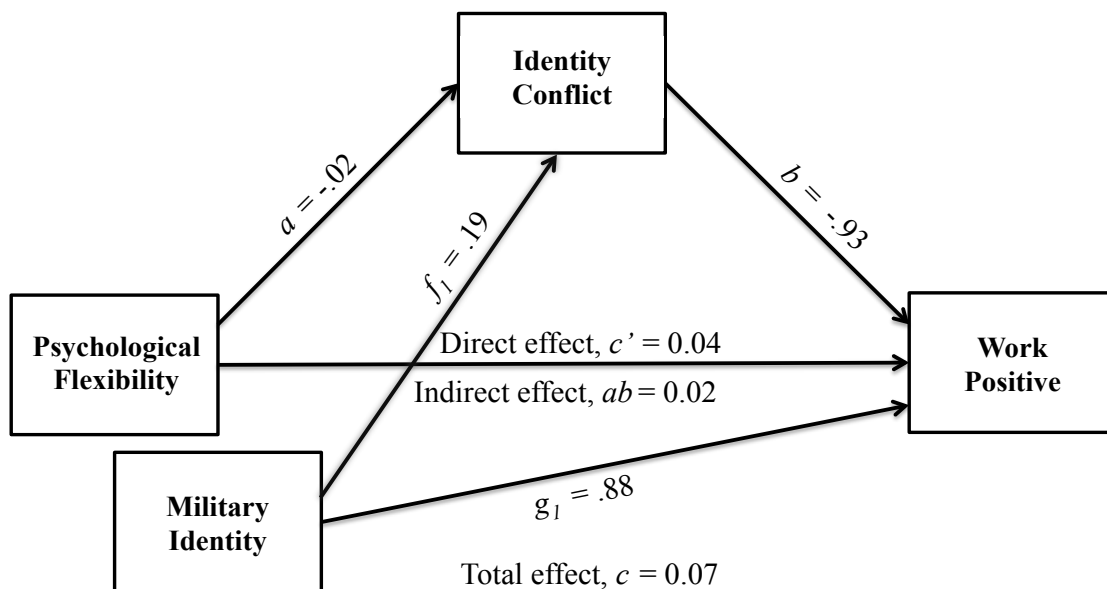 Identity
Conflict
a = -.02
f1 = .19
b = -.93
Psychological
Flexibility
Direct effect, c’ = 0.04
Indirect effect, ab = 0.02
Work
Positive
Military
Identity
g1 = .88
Total effect, c = 0.07